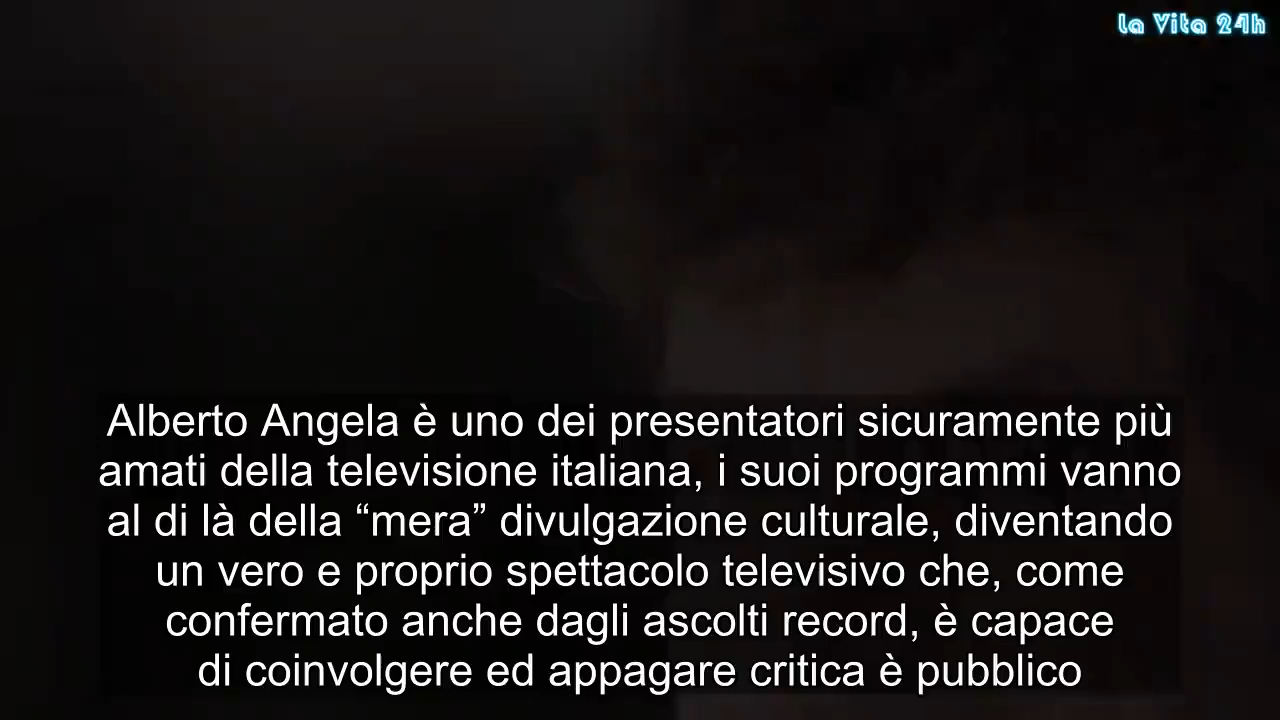 La Vita 24h
Alberto Angela è uno dei presentatori sicuramente più
amati della televisione italiana, i suoi programmi vanno
al di là della “mera” divulgazione culturale, diventando
un vero e proprio spettacolo televisivo che, come
confermato anche dagli ascolti record, è capace
di coinvolgere ed appagare critica è pubblico